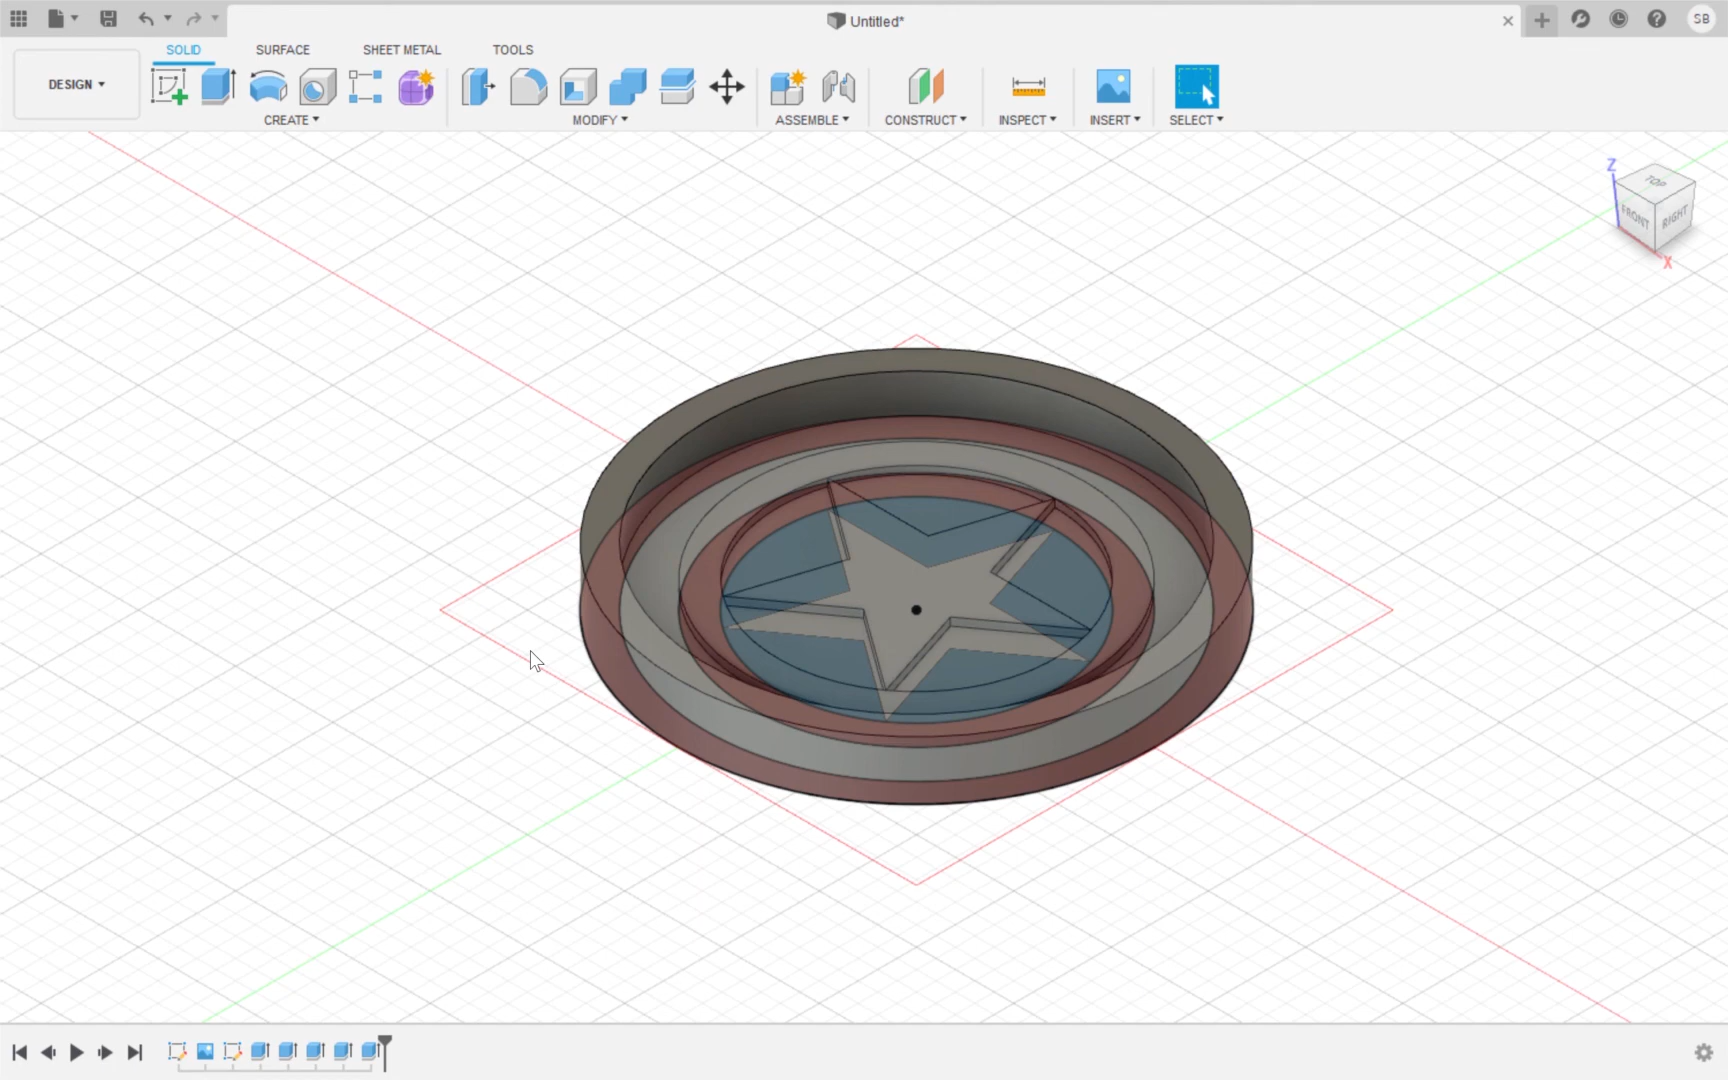 Untitled*
SB
SOLID SURFACE SHEET METAL TOOLS
DESIGN
CREATE MODIFY ASSEMBLE CONSTRUCT INSPECT INSERT SELECT
Z
TOP
FRONT RIGHT
X